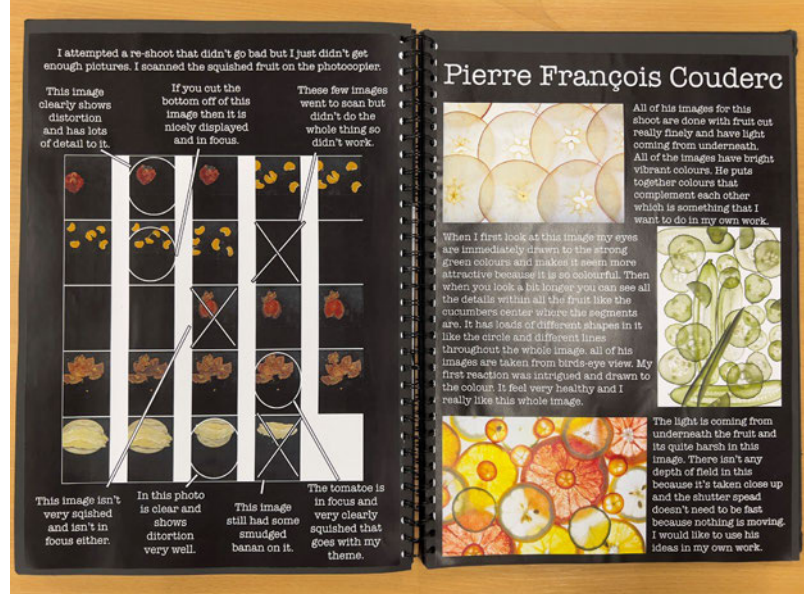 I attempted a re-shoot that didn't go bad but I just didn't get
enough pictures. I scanned the squished fruit on the photocopier.
This image
clearly shows
distortion
and has lots
of detail to it.
If you cut the
bottom off of this
image then it is
nicely displayed
and in focus.
These few images
went to scan but
didn't do the
whole thing so
didn't work.
This image isn't
very sqished
and isn't in
focus either.
In this photo
is clear and
shows
ditortion
very well.
This image
still had some
smudged
banan on it.
The tomatoe is
in focus and
very clearly
squished that
goes with my
theme.
Pierre François Couderc
All of his images for this
shoot are done with fruit cut
really finely and have light
coming from underneath.
All of the images have bright
vibrant colours. He puts
together colours that
complement each other
which is something that I
want to do in my own work.
When I first look at this image my eyes
are immediately drawn to the strong
green colours and makes it seem more
attractive because it is so colourful. Then
when you look a bit longer you can see all
the details within all the fruit like the
cucumbers center where the segments
are. It has loads of different shapes in it
like the circle and different lines
throughout the whole image. all of his
images are taken from birds-eye view. My
first reaction was intrigued and drawn to
the colour. It feel very healthy and I
really like this whole image.
The light is coming from
underneath the fruit and
its quite harsh in this
image. There isn't any
depth of field in this
because it's taken close up
and the shutter spead
doesn't need to be fast
because nothing is moving.
I would like to use his
ideas in my own work.